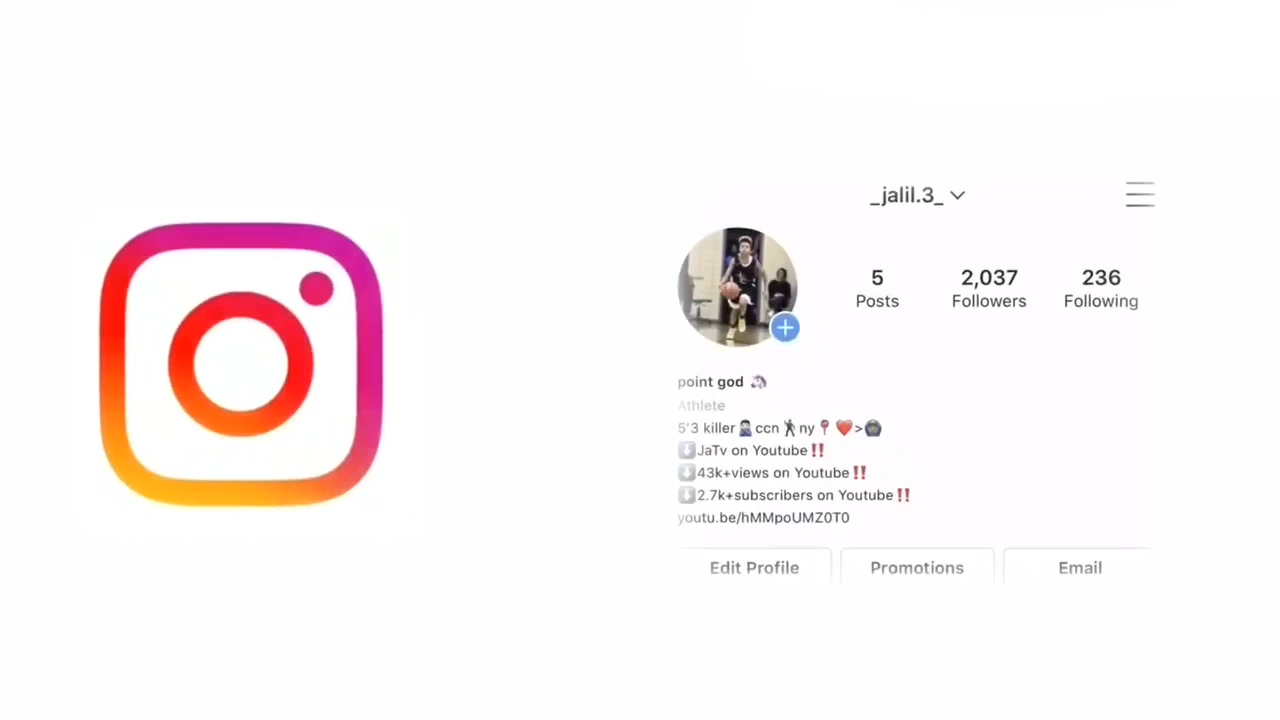 _jalil.3_
5 2,037 236
Posts Followers Following
point god 🦄
Athlete
5'3 killer ccn ny📍❤️>
⬇️JaTv on Youtube‼️
⬇️43k+views on Youtube‼️
⬇️2.7k+subscribers on Youtube‼️
youtu.be/hMMpoUMZ0T0
Edit Profile Promotions Email